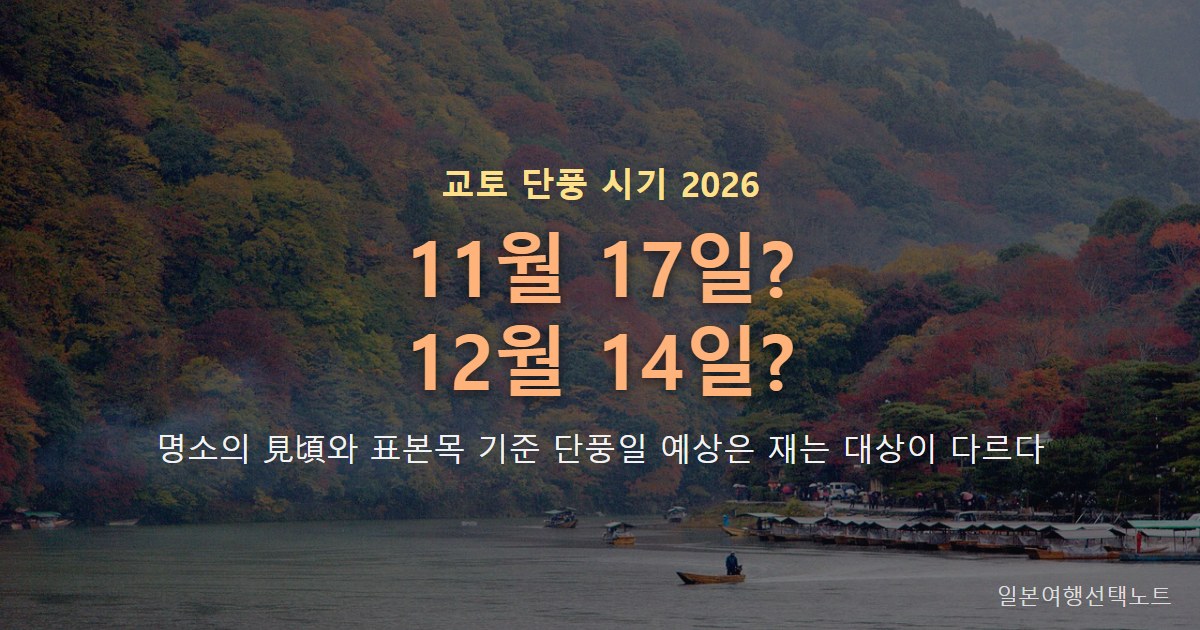 교토 단풍 시기 2026
11월 17일?
12월 14일?
명소의 見頃와 표본목 기준 단풍일 예상은 재는 대상이 다르다
일본여행선택노트